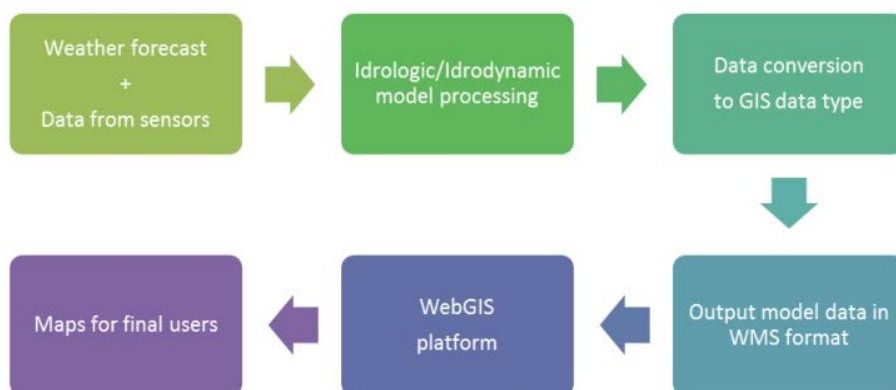 Weather forecast
+
Data from sensors
Idrologic/Idrodynamic
model processing
Data conversion
to GIS data type
Output model data in
WMS format
WebGIS
platform
Maps for final users